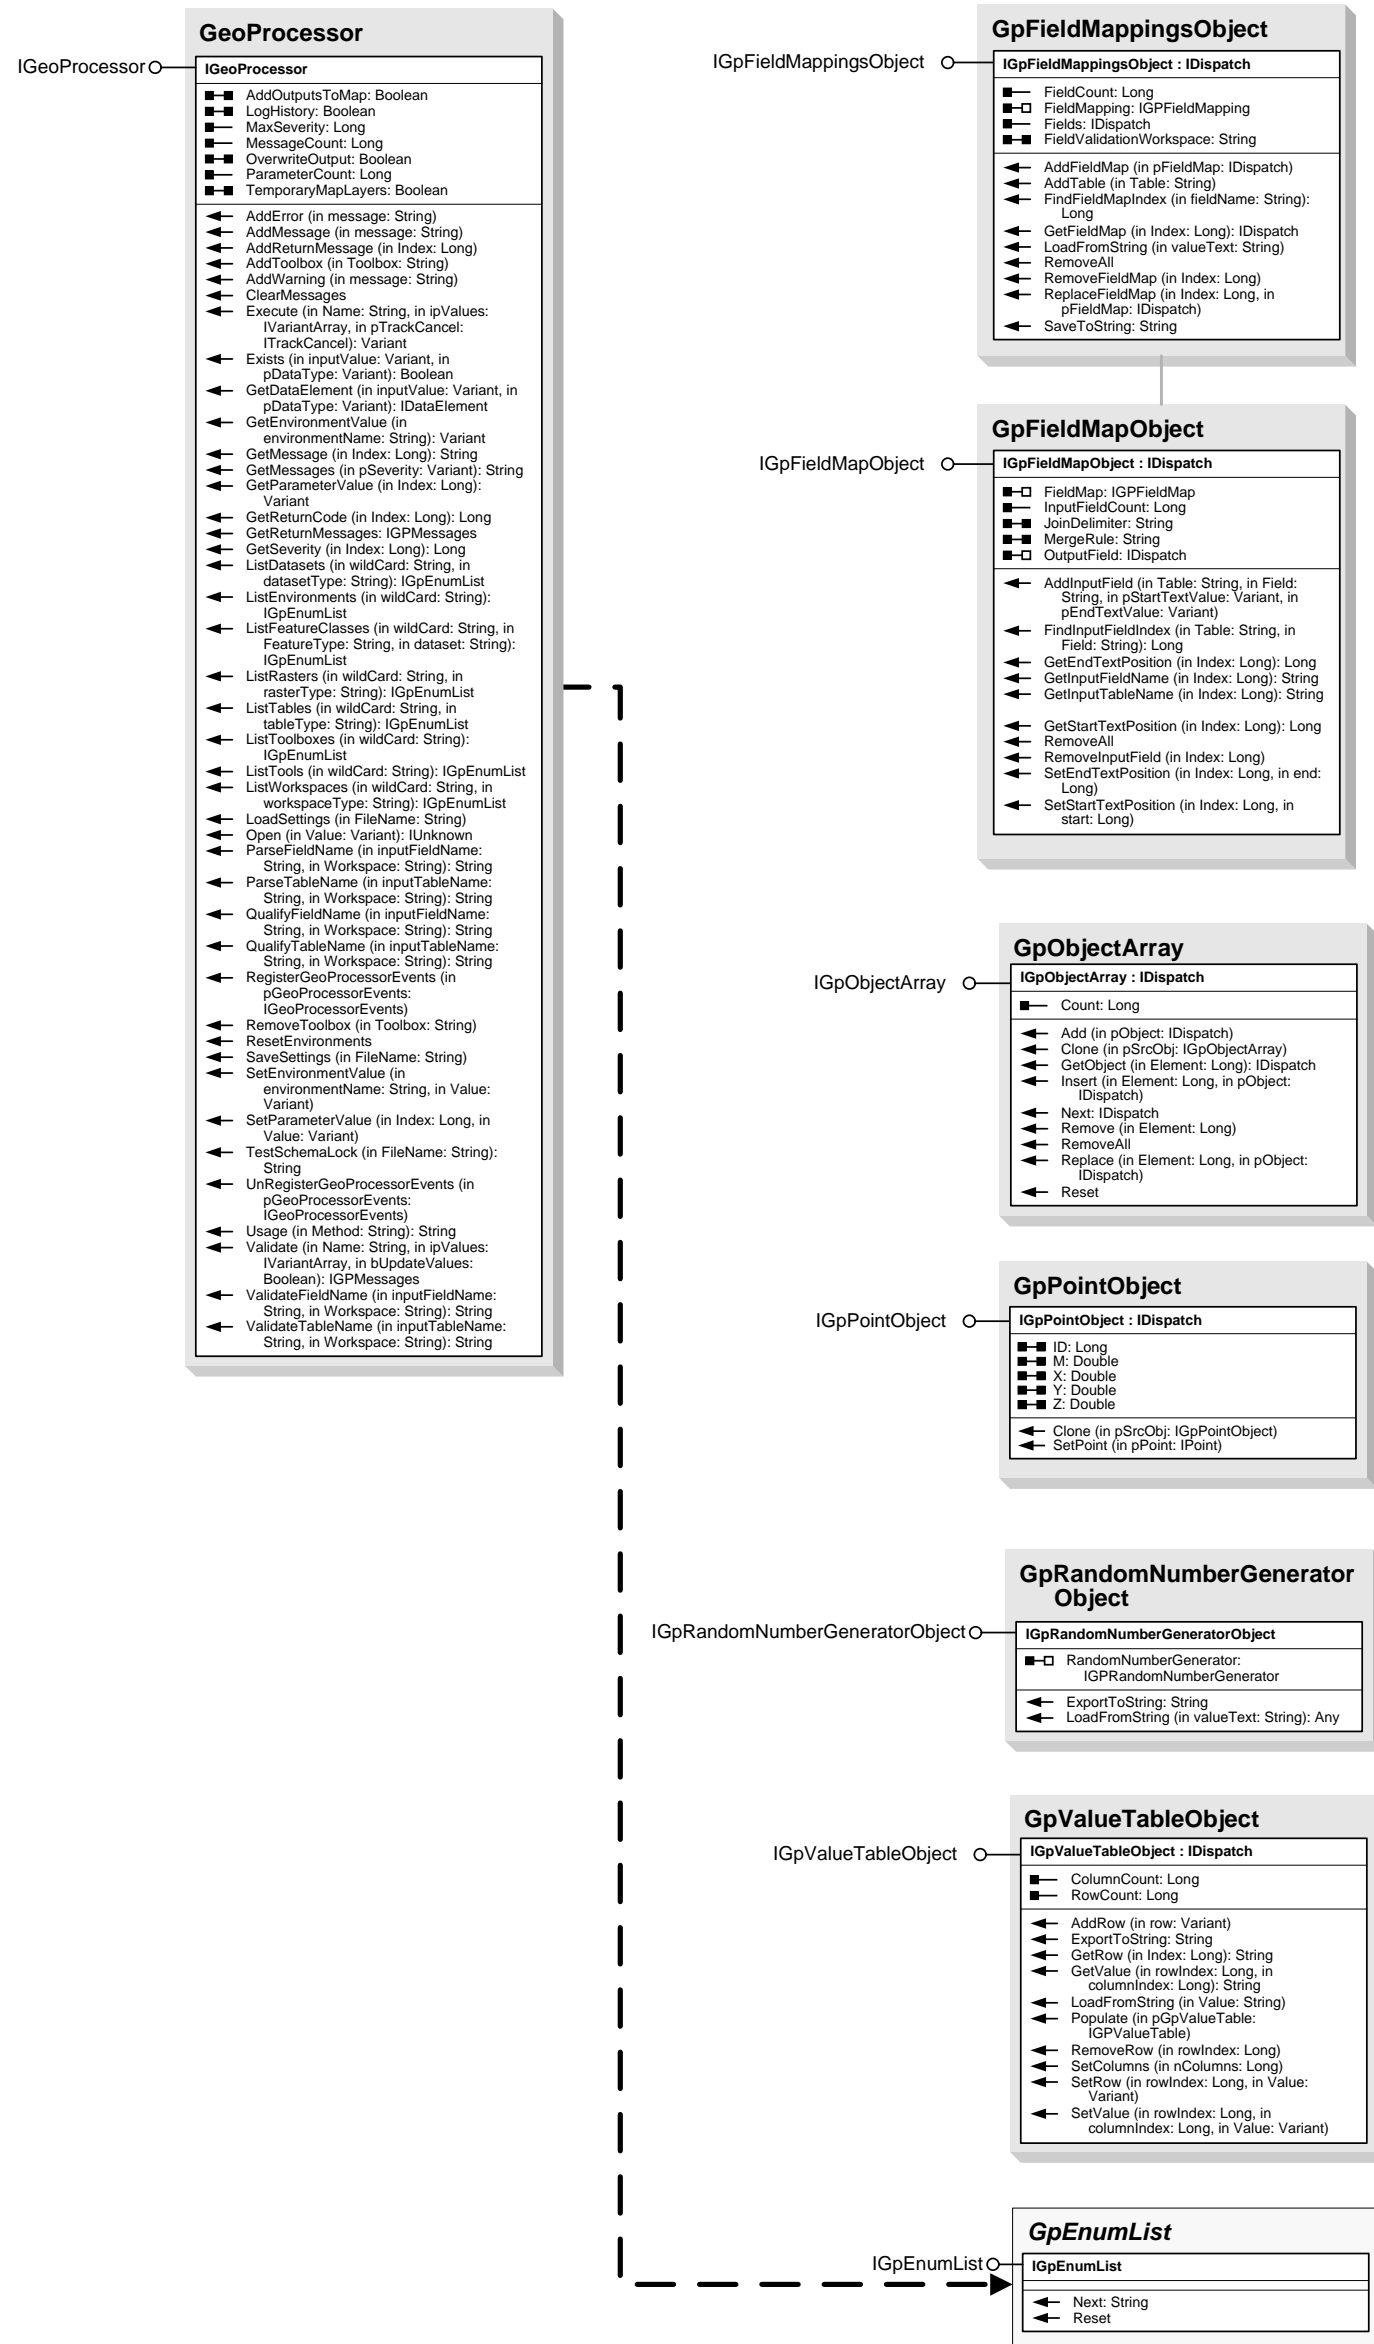 GeoProcessor
IGeoProcessor
IGeoProcessor
AddOutputsToMap: Boolean
LogHistory: Boolean
MaxSeverity: Long
MessageCount: Long
OverwriteOutput: Boolean
ParameterCount: Long
TemporaryMapLayers: Boolean
AddError (in message: String)
AddMessage (in message: String)
AddReturnMessage (in Index: Long)
AddToolbox (in Toolbox: String)
AddWarning (in message: String)
ClearMessages
Execute (in Name: String, in ipValues:
IVariantArray, in pTrackCancel:
ITrackCancel): Variant
Exists (in inputValue: Variant, in
pDataType: Variant): Boolean
GetDataElement (in inputValue: Variant, in
pDataType: Variant): IDataElement
GetEnvironmentValue (in
environmentName: String): Variant
GetMessage (in Index: Long): String
GetMessages (in pSeverity: Variant): String
GetParameterValue (in Index: Long):
Variant
GetReturnCode (in Index: Long): Long
GetReturnMessages: IGPMessages
GetSeverity (in Index: Long): Long
ListDatasets (in wildCard: String, in
datasetType: String): IGpEnumList
ListEnvironments (in wildCard: String):
IGpEnumList
ListFeatureClasses (in wildCard: String, in
FeatureType: String, in dataset: String):
IGpEnumList
ListRasters (in wildCard: String, in
rasterType: String): IGpEnumList
ListTables (in wildCard: String, in
tableType: String): IGpEnumList
ListToolboxes (in wildCard: String):
IGpEnumList
ListTools (in wildCard: String): IGpEnumList
ListWorkspaces (in wildCard: String, in
workspaceType: String): IGpEnumList
LoadSettings (in FileName: String)
Open (in Value: Variant): IUnknown
ParseFieldName (in inputFieldName:
String, in Workspace: String): String
ParseTableName (in inputTableName:
String, in Workspace: String): String
QualifyFieldName (in inputFieldName:
String, in Workspace: String): String
QualifyTableName (in inputTableName:
String, in Workspace: String): String
RegisterGeoProcessorEvents (in
pGeoProcessorEvents:
IGeoProcessorEvents)
RemoveToolbox (in Toolbox: String)
ResetEnvironments
SaveSettings (in FileName: String)
SetEnvironmentValue (in
environmentName: String, in Value:
Variant)
SetParameterValue (in Index: Long, in
Value: Variant)
TestSchemaLock (in FileName: String):
String
UnRegisterGeoProcessorEvents (in
pGeoProcessorEvents:
IGeoProcessorEvents)
Usage (in Method: String): String
Validate (in Name: String, in ipValues:
IVariantArray, in bUpdateValues:
Boolean): IGPMessages
ValidateFieldName (in inputFieldName:
String, in Workspace: String): String
ValidateTableName (in inputTableName:
String, in Workspace: String): String
GpFieldMappingsObject
IGpFieldMappingsObject
IGpFieldMappingsObject : IDispatch
FieldCount: Long
FieldMapping: IGPFieldMapping
Fields: IDispatch
FieldValidationWorkspace: String
AddFieldMap (in pFieldMap: IDispatch)
AddTable (in Table: String)
FindFieldMapIndex (in fieldName: String):
Long
GetFieldMap (in Index: Long): IDispatch
LoadFromString (in valueText: String)
RemoveAll
RemoveFieldMap (in Index: Long)
ReplaceFieldMap (in Index: Long, in
pFieldMap: IDispatch)
SaveToString: String
GpFieldMapObject
IGpFieldMapObject
IGpFieldMapObject : IDispatch
FieldMap: IGPFieldMap
InputFieldCount: Long
JoinDelimiter: String
MergeRule: String
OutputField: IDispatch
AddInputField (in Table: String, in Field:
String, in pStartTextValue: Variant, in
pEndTextValue: Variant)
FindInputFieldIndex (in Table: String, in
Field: String): Long
GetEndTextPosition (in Index: Long): Long
GetInputFieldName (in Index: Long): String
GetInputTableName (in Index: Long): String
GetStartTextPosition (in Index: Long): Long
RemoveAll
RemoveInputField (in Index: Long)
SetEndTextPosition (in Index: Long, in end:
Long)
SetStartTextPosition (in Index: Long, in
start: Long)
GpObjectArray
IGpObjectArray
IGpObjectArray : IDispatch
Count: Long
Add (in pObject: IDispatch)
Clone (in pSrcObj: IGpObjectArray)
GetObject (in Element: Long): IDispatch
Insert (in Element: Long, in pObject:
IDispatch)
Next: IDispatch
Remove (in Element: Long)
RemoveAll
Replace (in Element: Long, in pObject:
IDispatch)
Reset
GpPointObject
IGpPointObject
IGpPointObject : IDispatch
ID: Long
M: Double
X: Double
Y: Double
Z: Double
Clone (in pSrcObj: IGpPointObject)
SetPoint (in pPoint: IPoint)
GpRandomNumberGenerator
Object
IGpRandomNumberGeneratorObject
IGpRandomNumberGeneratorObject
RandomNumberGenerator:
IGPRandomNumberGenerator
ExportToString: String
LoadFromString (in valueText: String): Any
GpValueTableObject
IGpValueTableObject
IGpValueTableObject : IDispatch
ColumnCount: Long
RowCount: Long
AddRow (in row: Variant)
ExportToString: String
GetRow (in Index: Long): String
GetValue (in rowIndex: Long, in
columnIndex: Long): String
LoadFromString (in Value: String)
Populate (in pGpValueTable:
IGPValueTable)
RemoveRow (in rowIndex: Long)
SetColumns (in nColumns: Long)
SetRow (in rowIndex: Long, in Value:
Variant)
SetValue (in rowIndex: Long, in
columnIndex: Long, in Value: Variant)
GpEnumList
IGpEnumList
IGpEnumList
Next: String
Reset